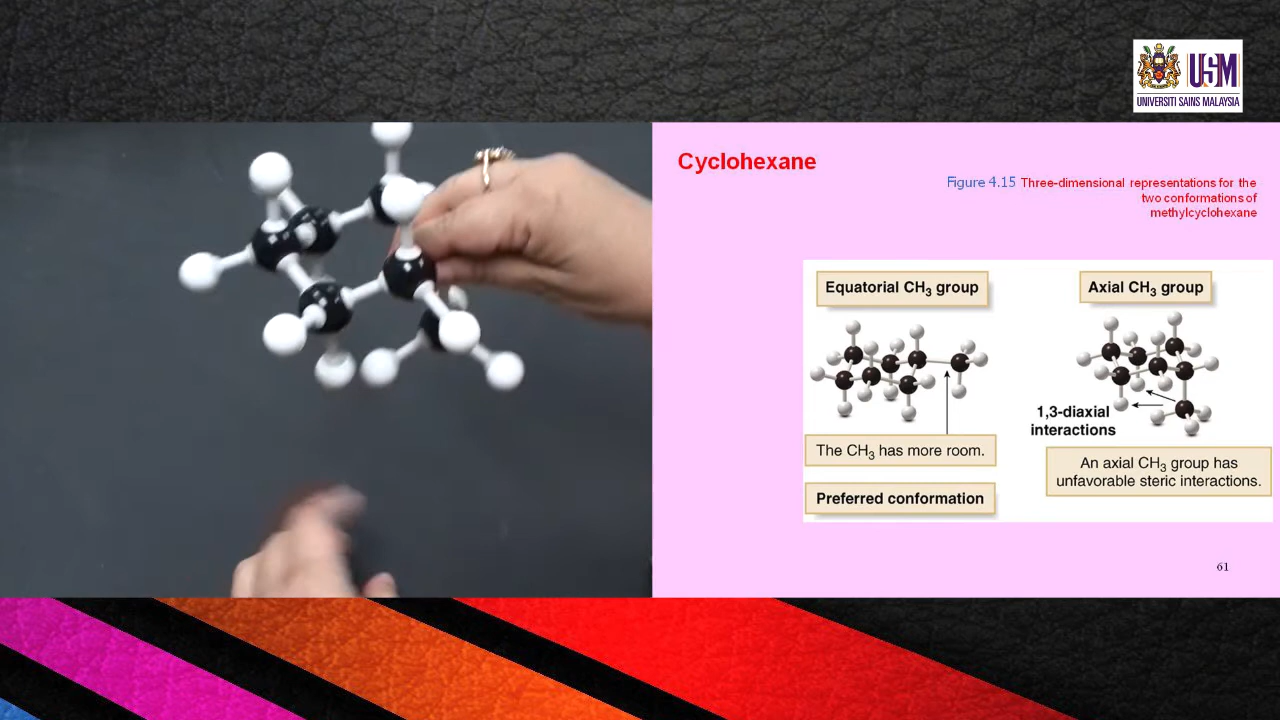 USM
UNIVERSITI SAINS MALAYSIA
Cyclohexane
Figure 4.15 Three-dimensional representations for the
two conformations of
methylcyclohexane
Equatorial CH₃ group
Axial CH₃ group
1,3-diaxial
interactions
The CH₃ has more room.
An axial CH₃ group has
unfavorable steric interactions.
Preferred conformation
61